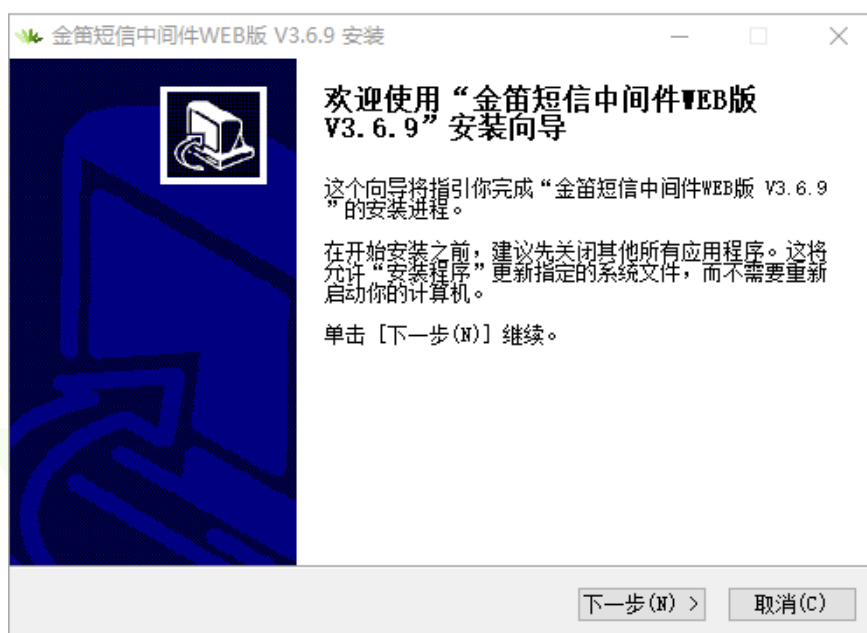 金笛短信中间件WEB版 V3.6.9 安装
欢迎使用“金笛短信中间件WEB版
V3.6.9”安装向导
这个向导将指引你完成“金笛短信中间件WEB版 V3.6.9
”的安装进程。
在开始安装之前，建议先关闭其他所有应用程序。这将
允许“安装程序”更新指定的系统文件，而不需要重新
启动你的计算机。
单击 [下一步(N)] 继续。
下一步(N) >
取消(C)